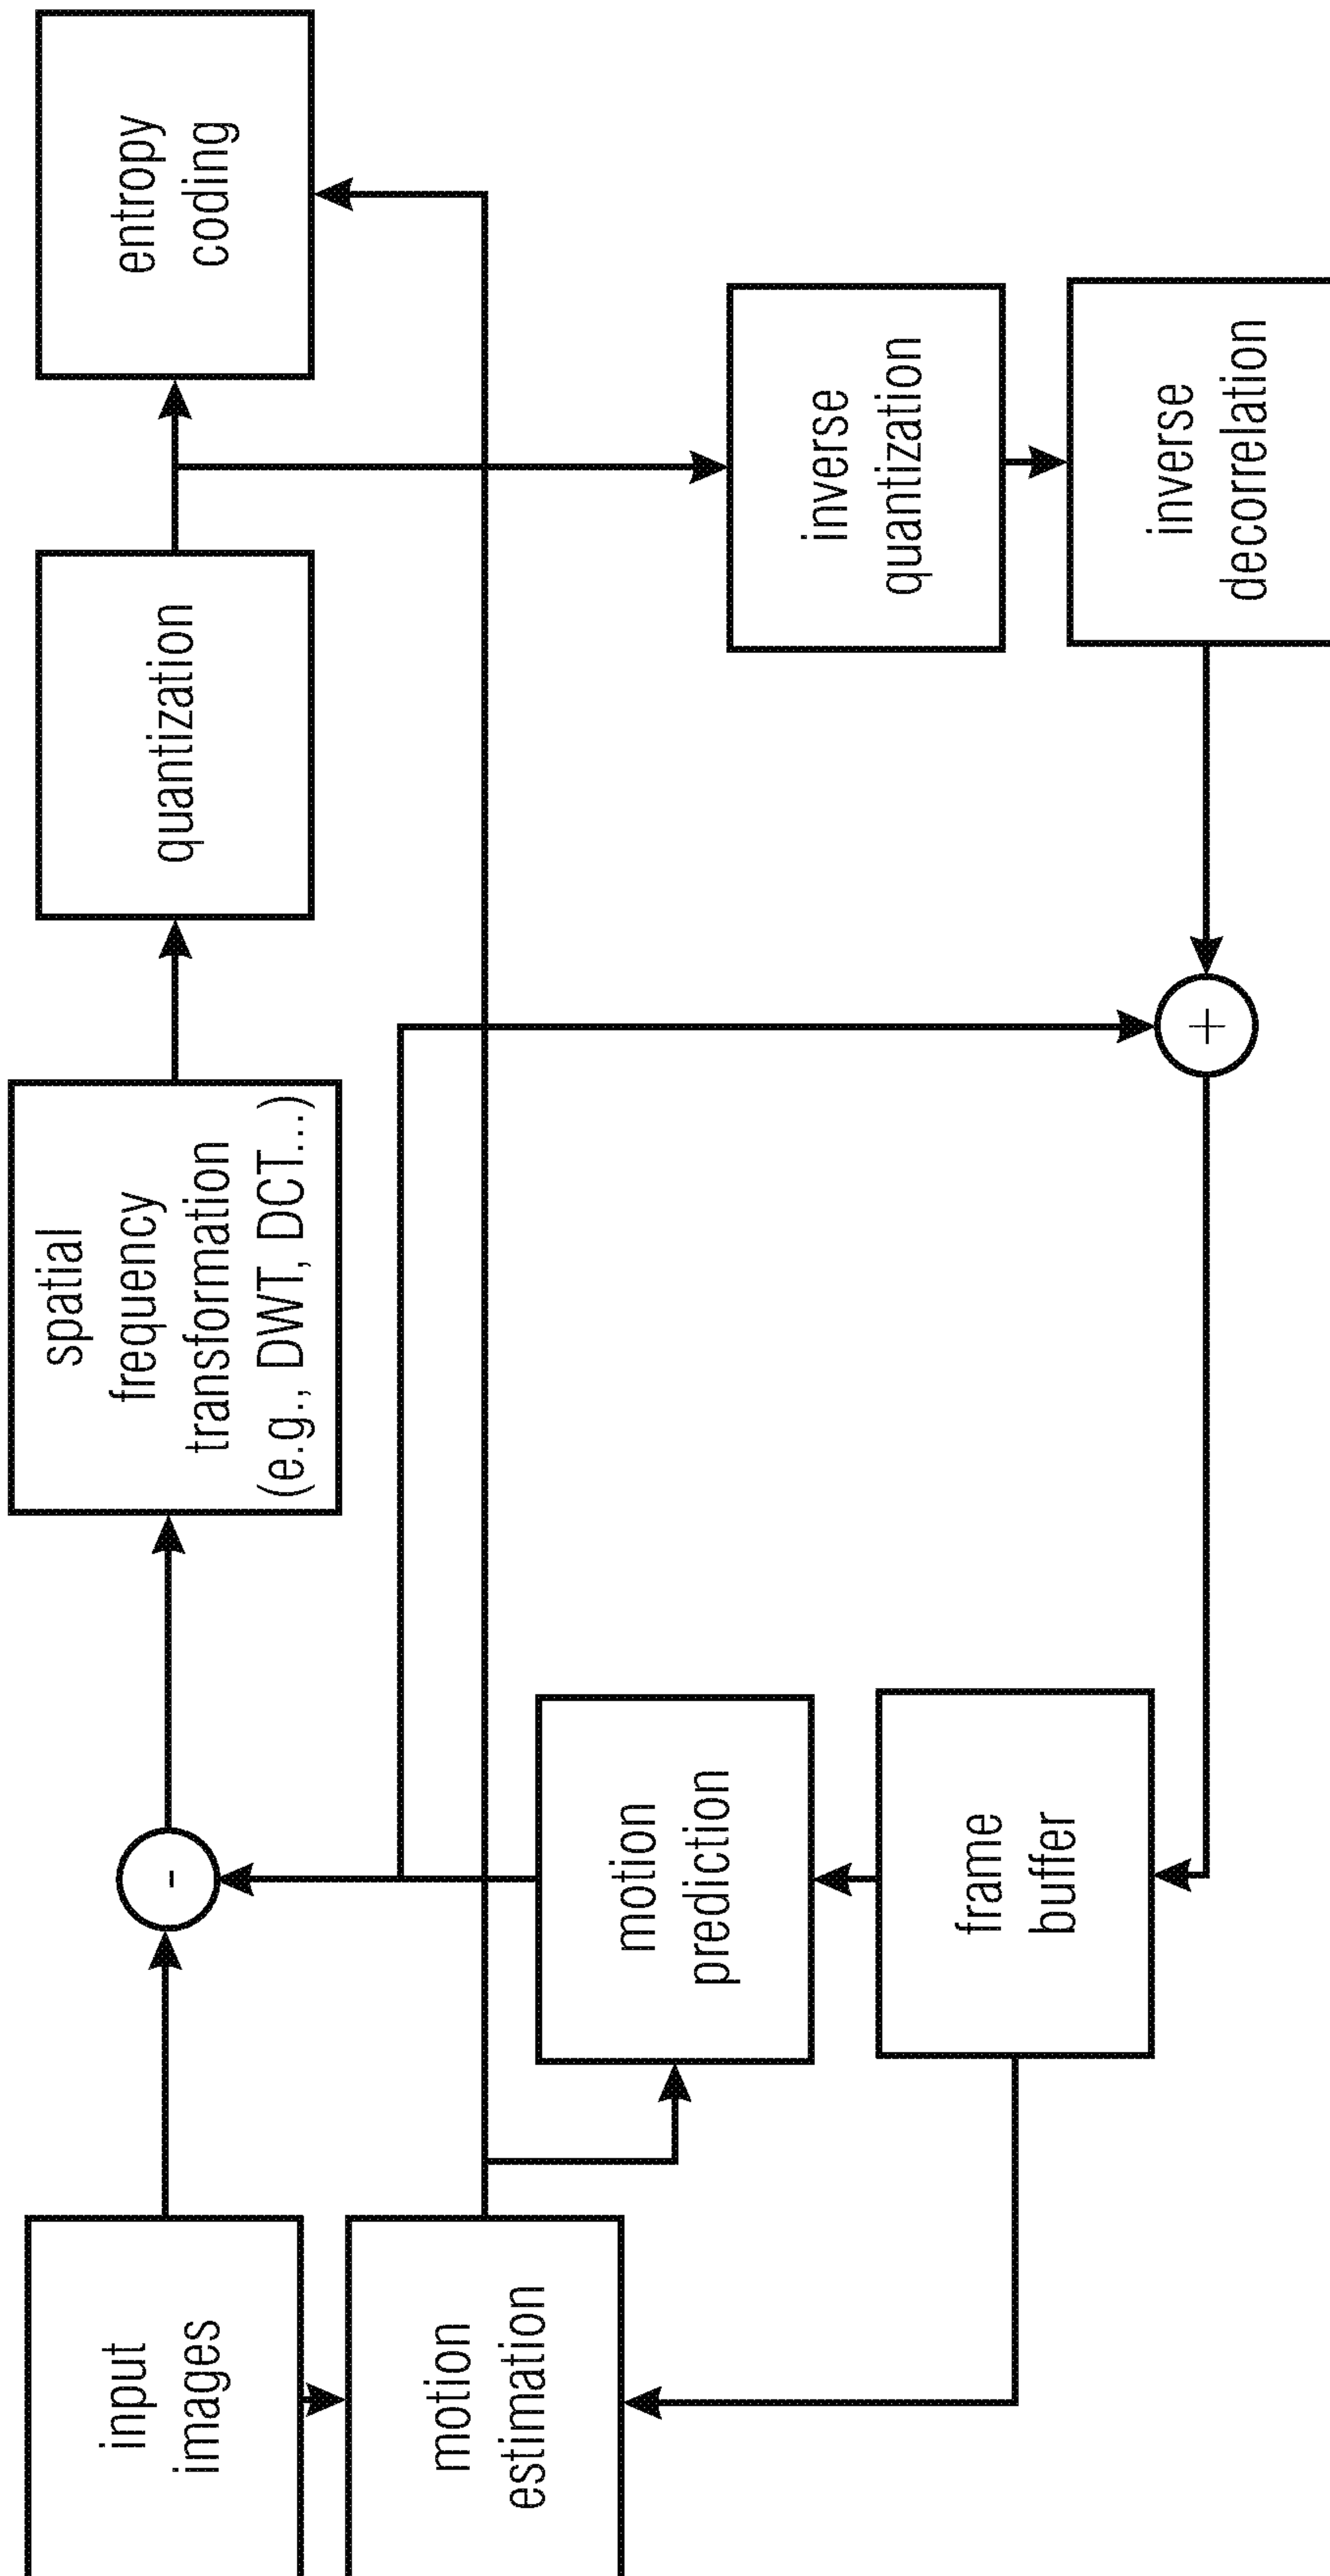 input
images
-
spatial
frequency
transformation
(e.g., DWT, DCT...)
quantization
entropy
coding
motion
estimation
motion
prediction
frame
buffer
+
inverse
quantization
inverse
decorrelation